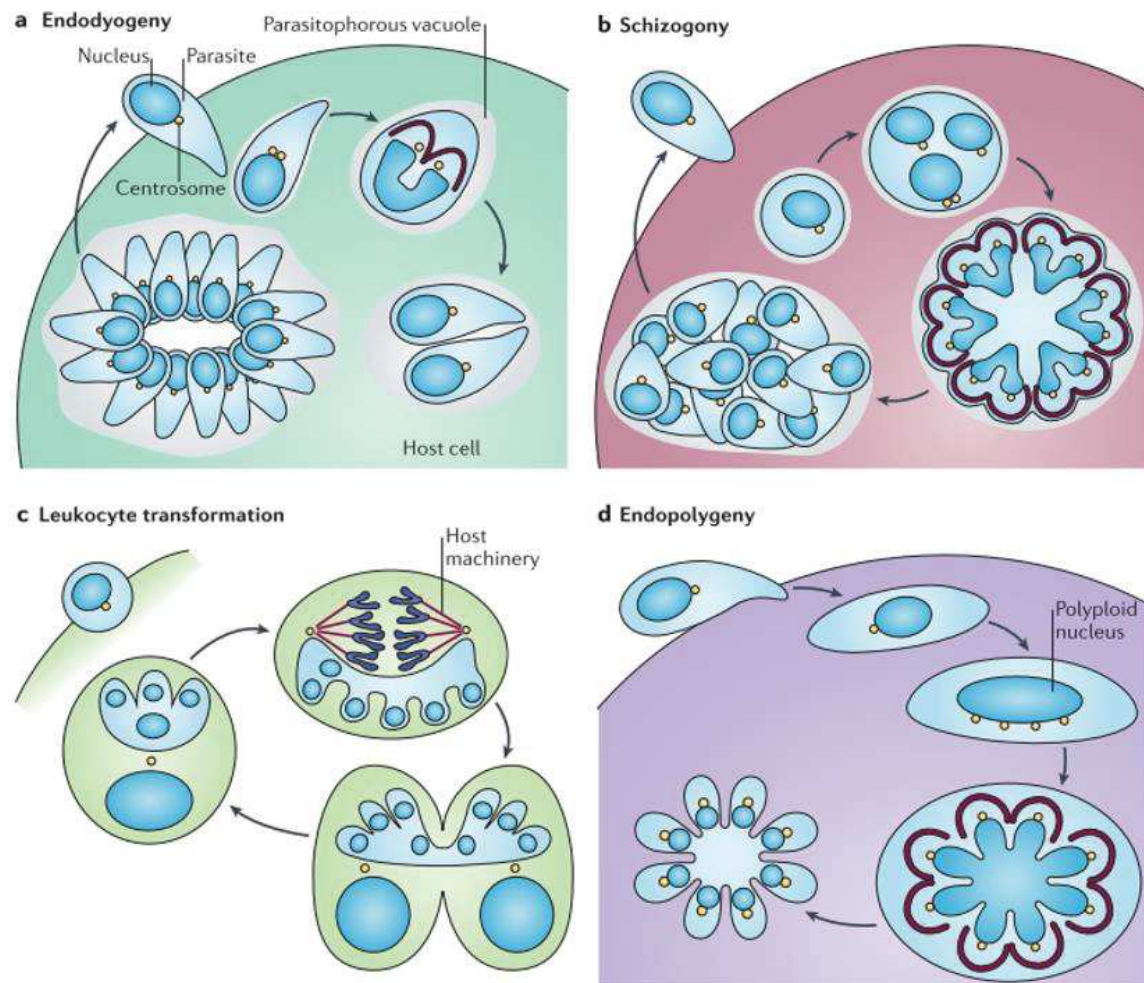 a Endodyogeny
Parasitophorous vacuole
Nucleus
Parasite
Centrosome
Host cell
b Schizogony
c Leukocyte transformation
Host
machinery
d Endopolygeny
Polyploid
nucleus